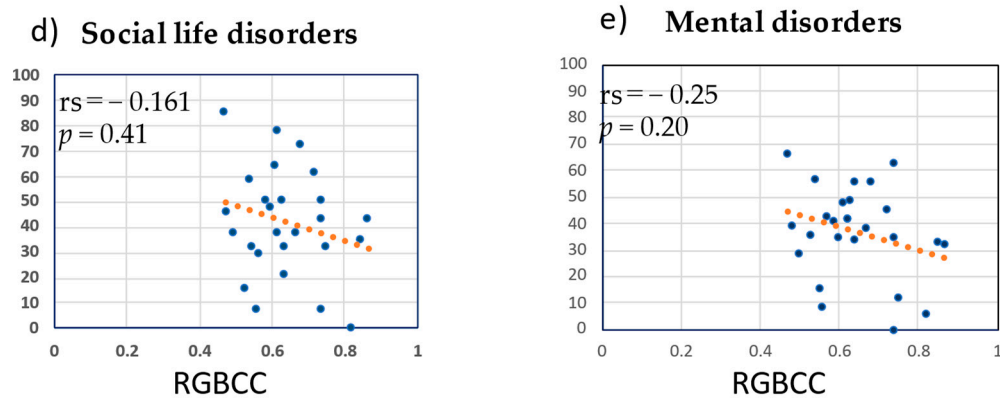 d) Social life disorders
100
90
80
70
60
50
40
30
20
10
0
rs = – 0.161
p = 0.41
0 0.2 0.4 0.6 0.8 1
RGBCC
e) Mental disorders
100
90
80
70
60
50
40
30
20
10
0
rs = – 0.25
p = 0.20
0 0.2 0.4 0.6 0.8 1
RGBCC